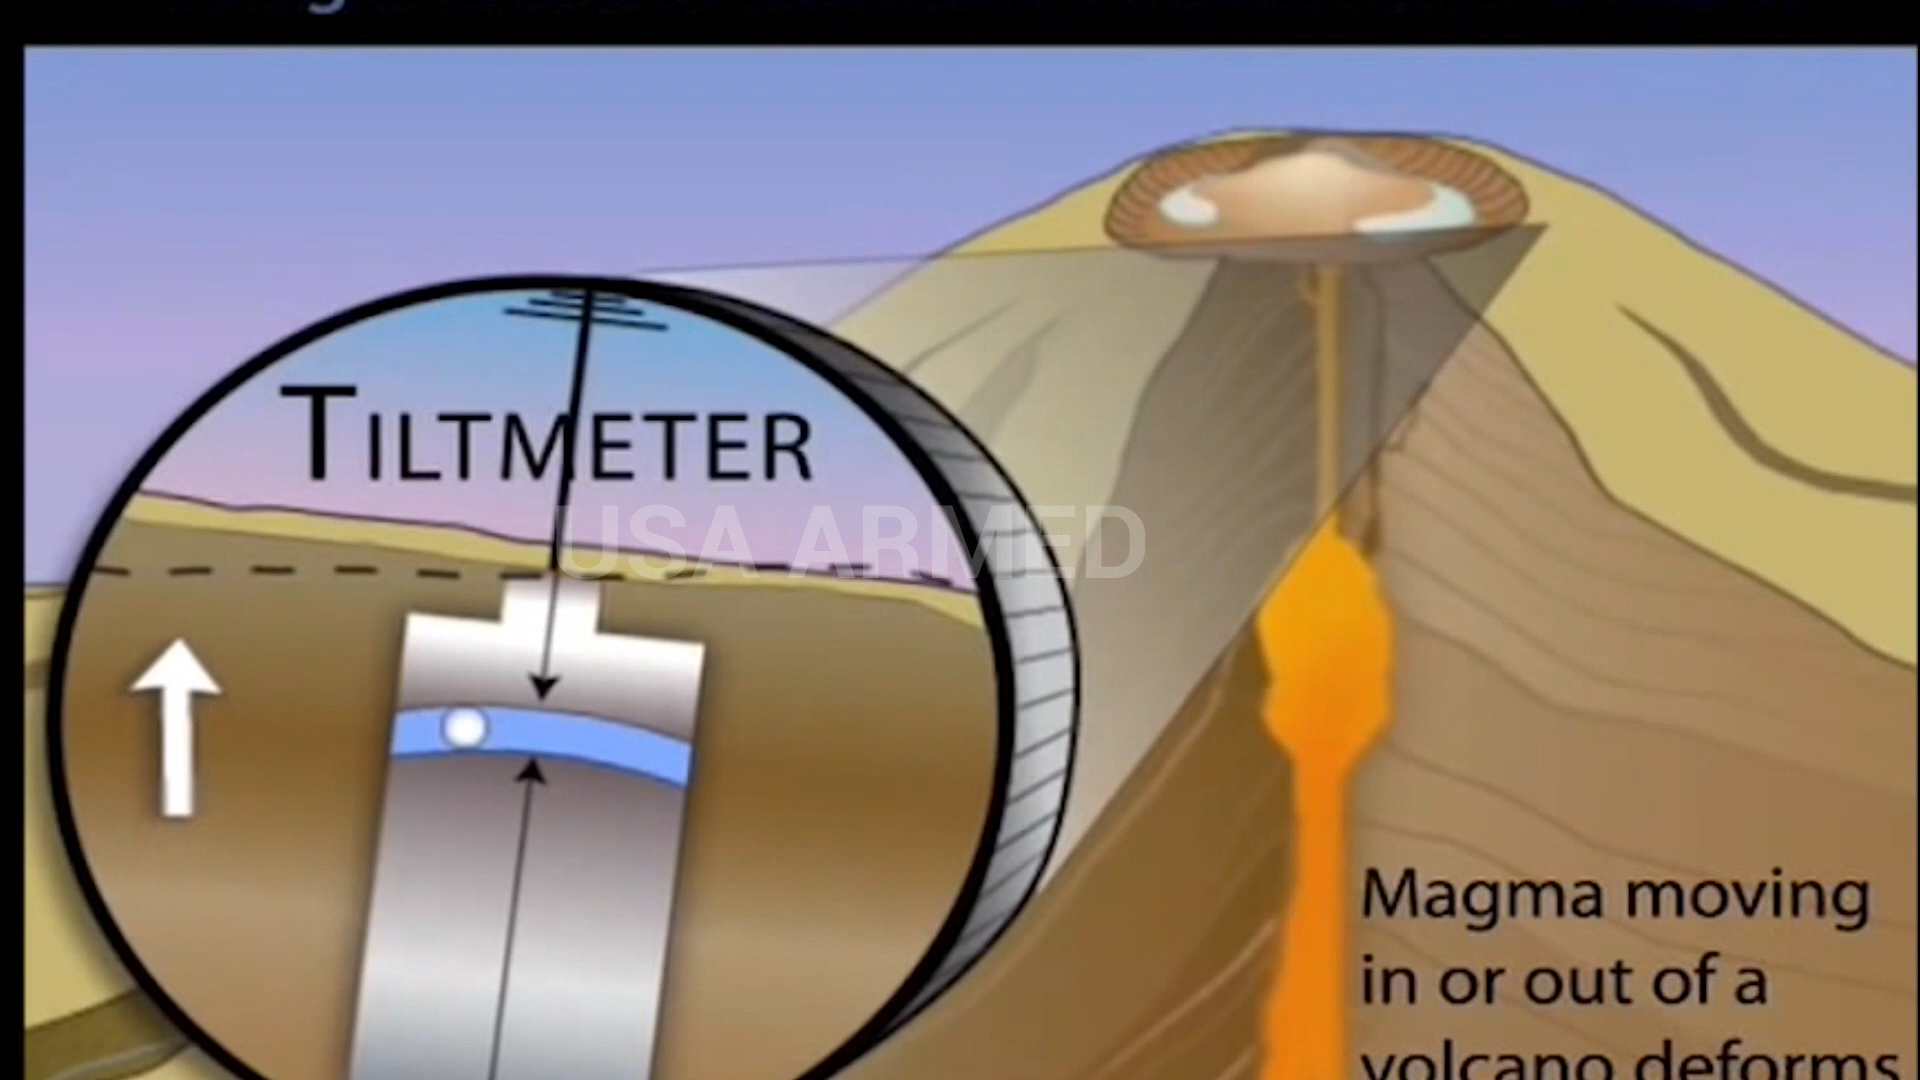 TILTMETER
USA ARMED
Magma moving
in or out of a
volcano deforms